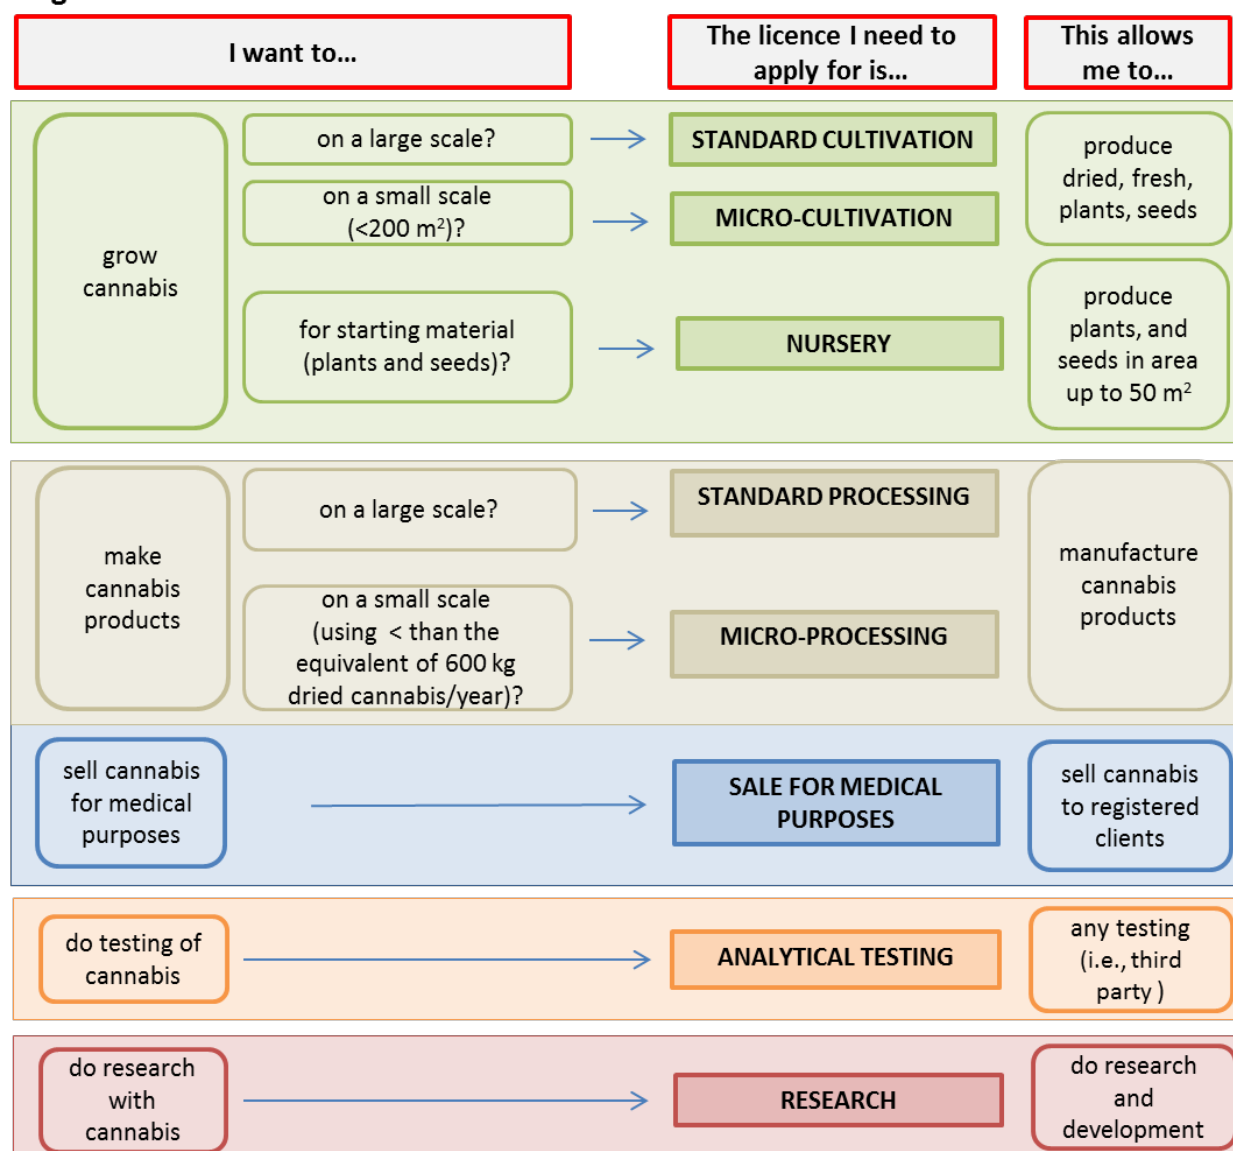 I want to...
The licence I need to
apply for is...
This allows
me to...
grow
cannabis
on a large scale?
STANDARD CULTIVATION
on a small scale
(<200 m²)?
MICRO-CULTIVATION
produce
dried, fresh,
plants, seeds
for starting material
(plants and seeds)?
NURSERY
produce
plants, and
seeds in area
up to 50 m²
make
cannabis
products
on a large scale?
STANDARD PROCESSING
on a small scale
(using < than the
equivalent of 600 kg
dried cannabis/year)?
MICRO-PROCESSING
manufacture
cannabis
products
sell cannabis
for medical
purposes
SALE FOR MEDICAL
PURPOSES
sell cannabis
to registered
clients
do testing of
cannabis
ANALYTICAL TESTING
any testing
(i.e., third
party )
do research
with
cannabis
RESEARCH
do research
and
development